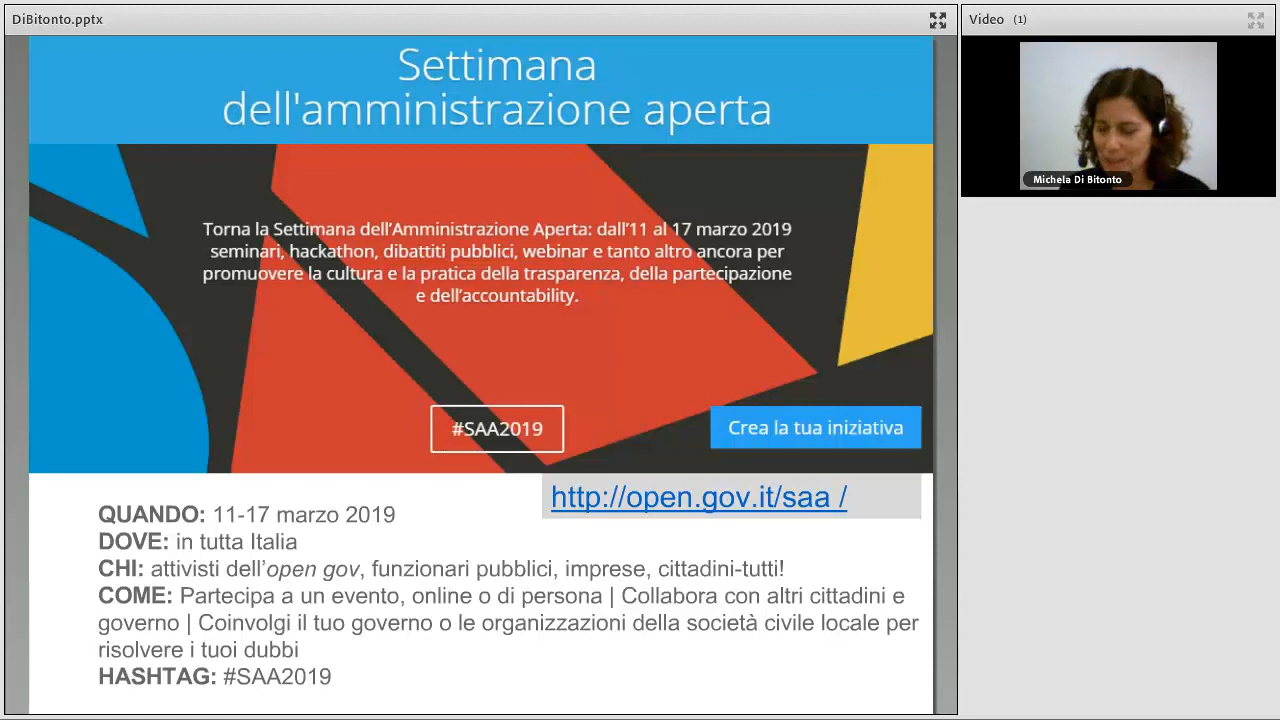 DiBitonto.pptx
Video (1)
Settimana
dell'amministrazione aperta
Torna la Settimana dell'Amministrazione Aperta: dall'11 al 17 marzo 2019
seminari, hackathon, dibattiti pubblici, webinar e tanto altro ancora per
promuovere la cultura e la pratica della trasparenza, della partecipazione
e dell'accountability.
#SAA2019
Crea la tua iniziativa
http://open.gov.it/saa /
QUANDO: 11-17 marzo 2019
DOVE: in tutta Italia
CHI: attivisti dell'open gov, funzionari pubblici, imprese, cittadini-tutti!
COME: Partecipa a un evento, online o di persona | Collabora con altri cittadini e
governo | Coinvolgi il tuo governo o le organizzazioni della società civile locale per
risolvere i tuoi dubbi
HASHTAG: #SAA2019
Michela Di Bitonto